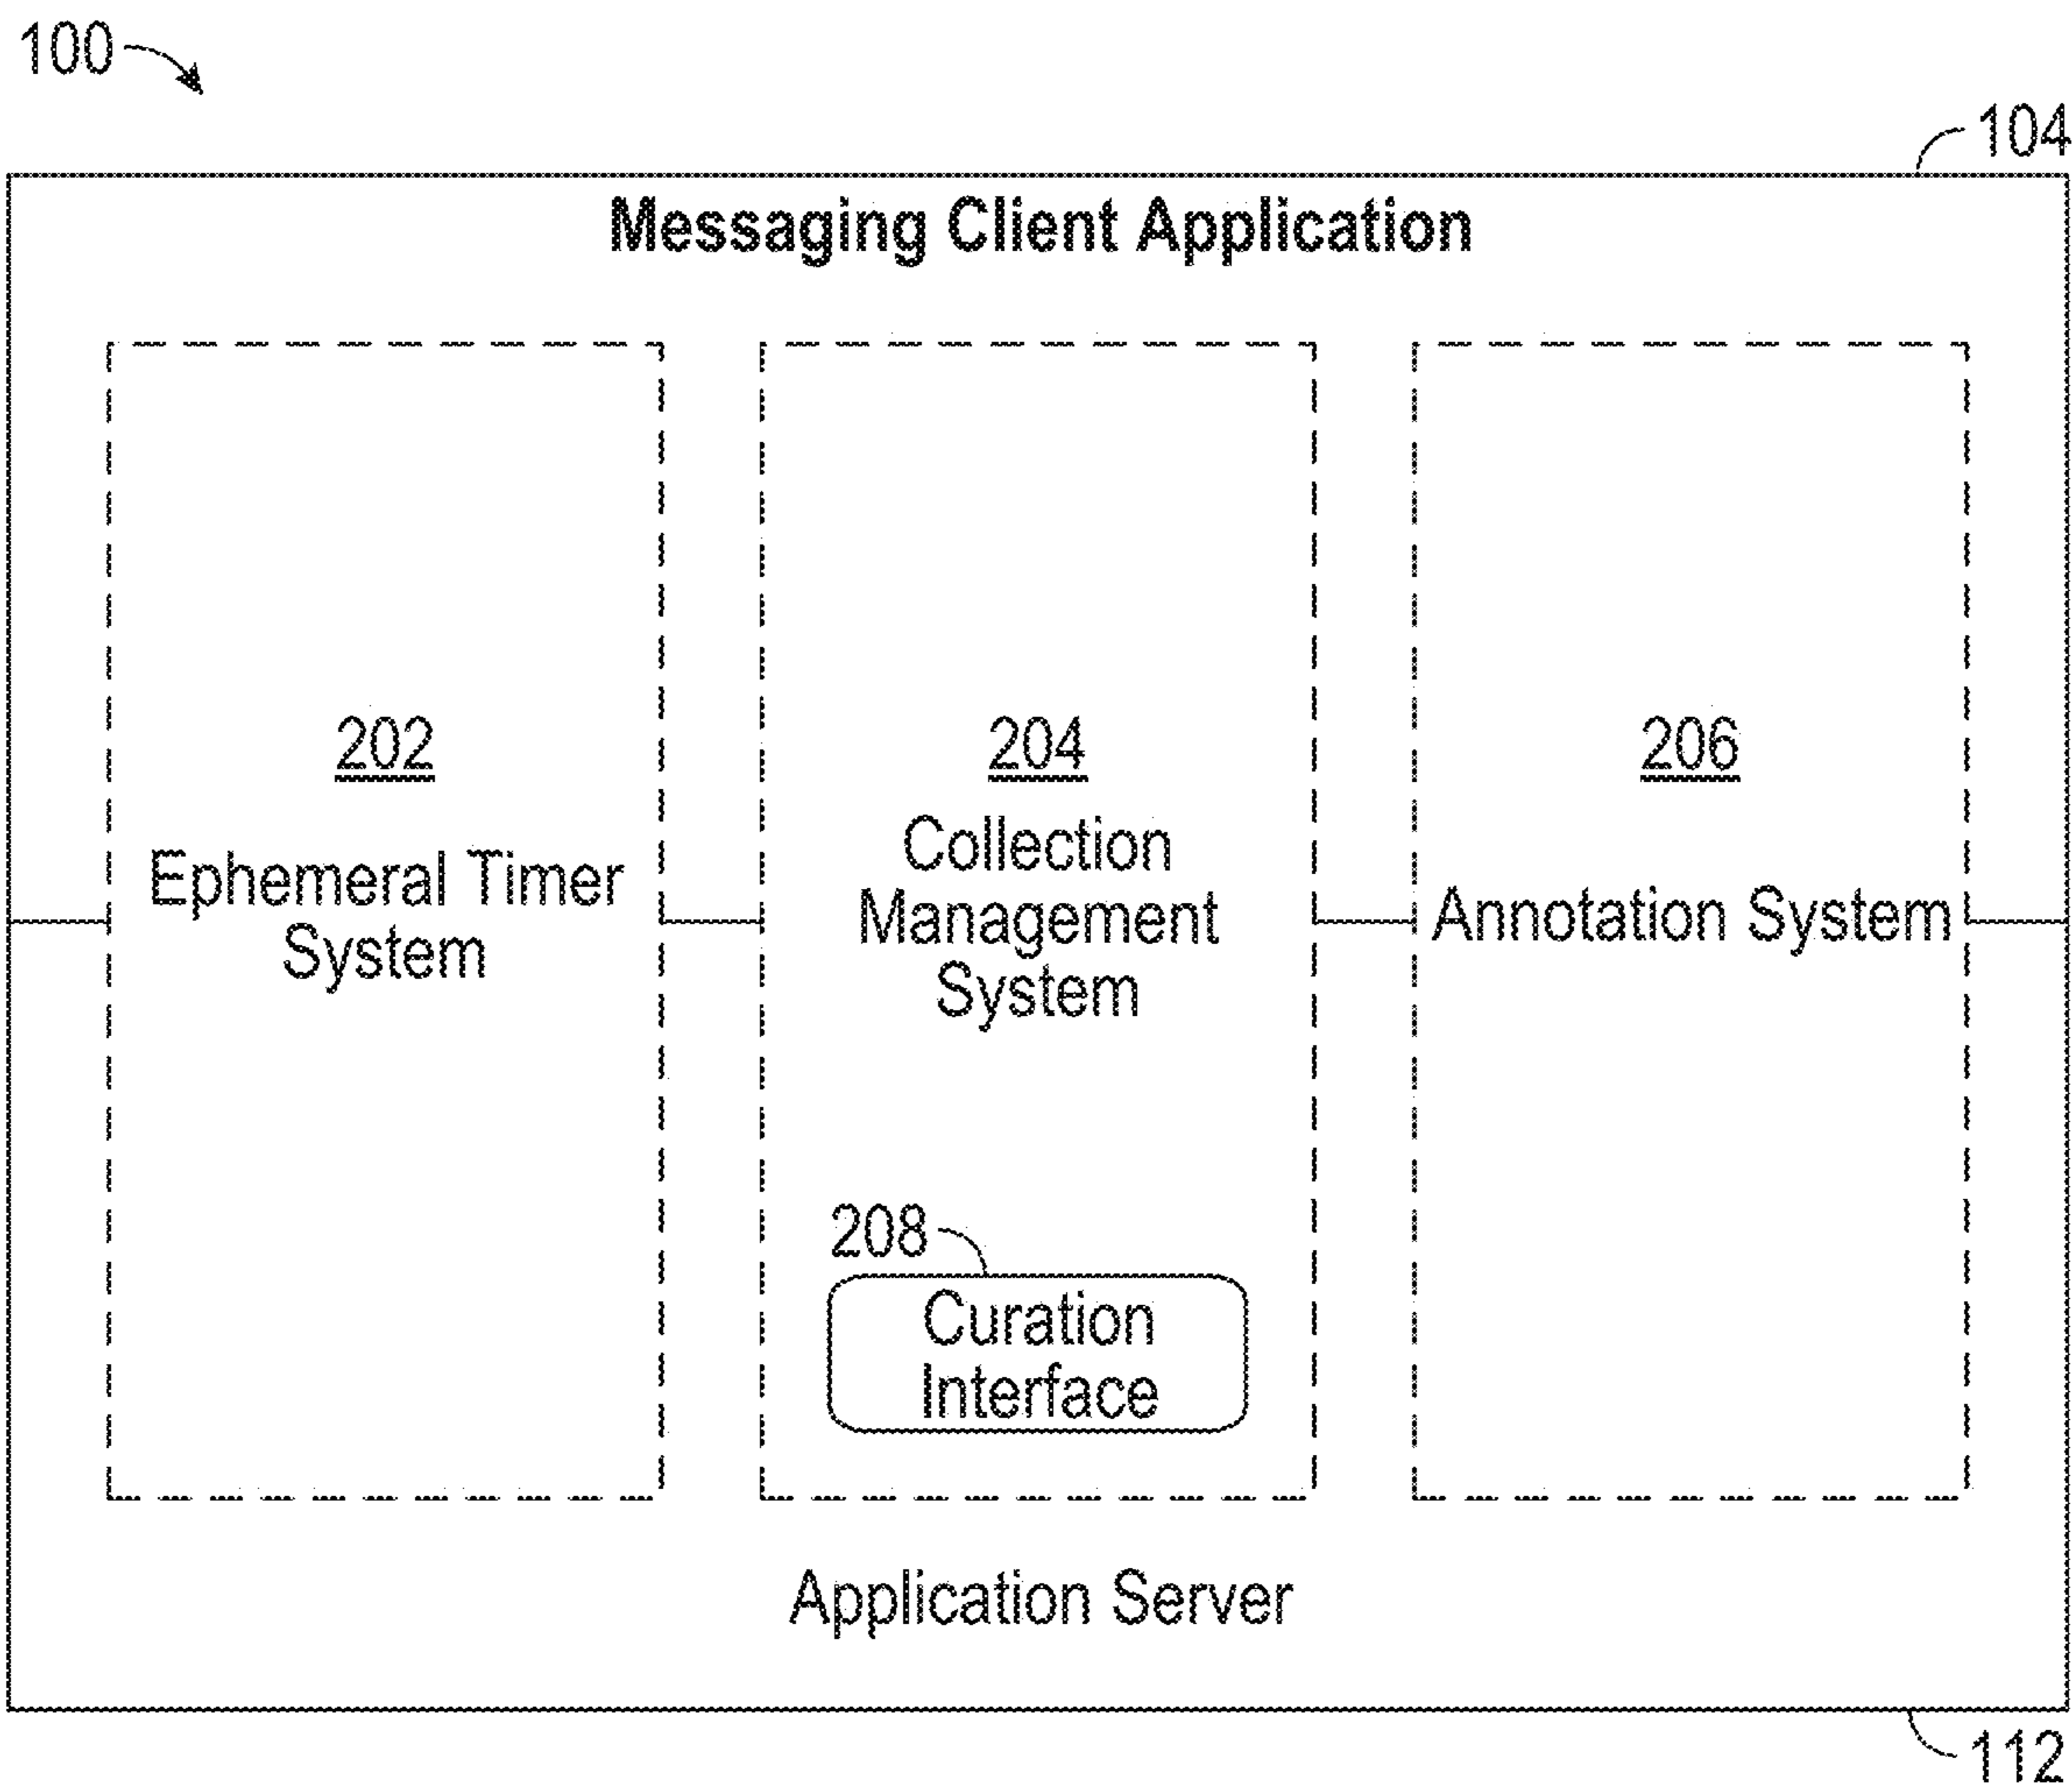 100
104
Messaging Client Application
202
Ephemeral Timer
System
204
Collection
Management
System
208
Curation
Interface
206
Annotation System
Application Server
112